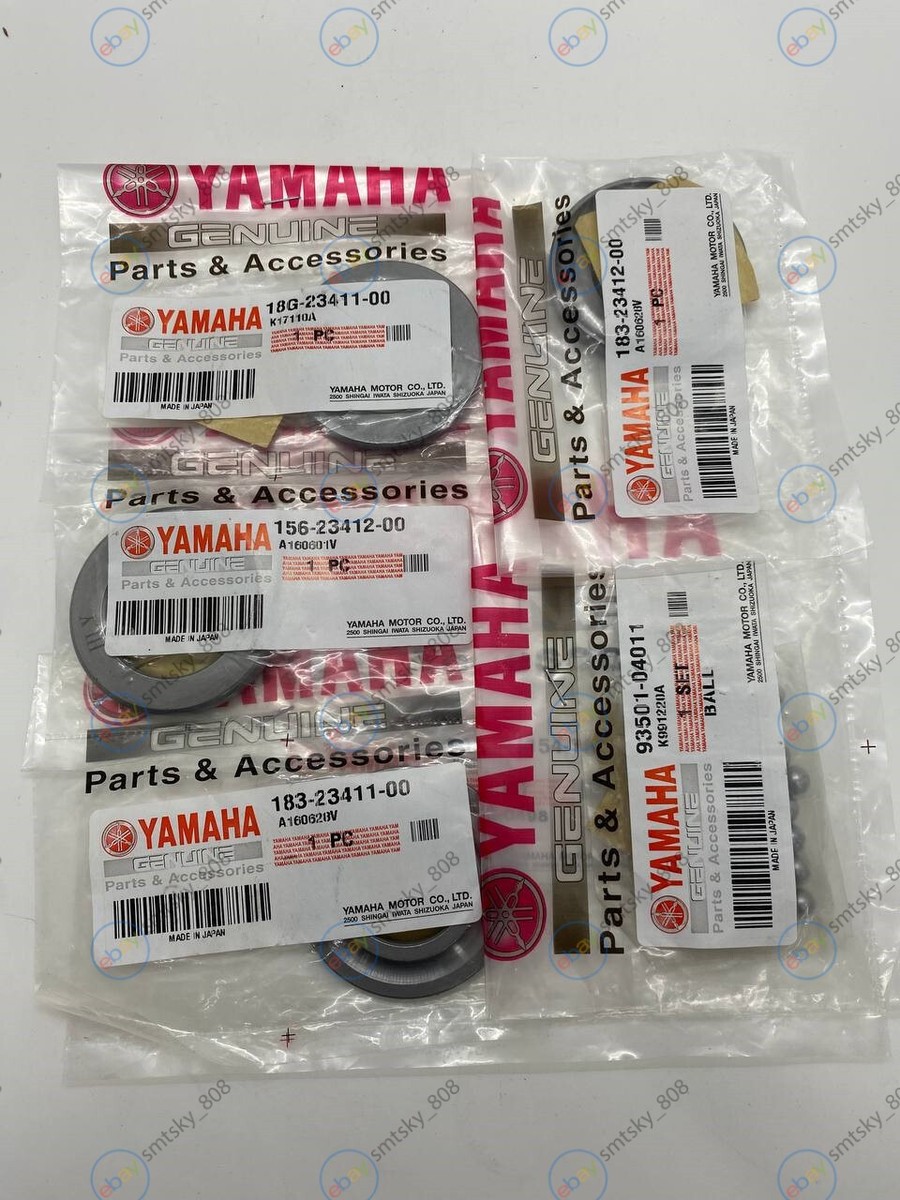 YAMAHA
GENUINE
Parts & Accessories
YAMAHA
GENUINE
Parts & Accessories
18G-23411-00
K17110A
1 PC
MADE IN JAPAN
YAMAHA MOTOR CO., LTD.
2500 SHINGAI IWATA SHIZUOKA JAPAN
GENUINE
Parts & Accessories
YAMAHA
GENUINE
Parts & Accessories
156-23412-00
A160601V
1 PC
MADE IN JAPAN
YAMAHA MOTOR CO., LTD.
2500 SHINGAI IWATA SHIZUOKA JAPAN
YAMAHA
GENUINE
Parts & Accessories
YAMAHA
GENUINE
Parts & Accessories
183-23411-00
A160628V
1 PC
MADE IN JAPAN
YAMAHA MOTOR CO., LTD.
2500 SHINGAI IWATA SHIZUOKA JAPAN
YAMAHA
GENUINE
Parts & Accessories
YAMAHA
GENUINE
Parts & Accessories
183-23412-00
A160628V
1 PC
MADE IN JAPAN
YAMAHA MOTOR CO., LTD.
2500 SHINGAI IWATA SHIZUOKA JAPAN
YAMAHA
GENUINE
Parts & Accessories
YAMAHA
GENUINE
Parts & Accessories
93501-04011
K991220A
1 SET
BALL
MADE IN JAPAN
YAMAHA MOTOR CO., LTD.
2500 SHINGAI IWATA SHIZUOKA JAPAN
ebay smtsky_808